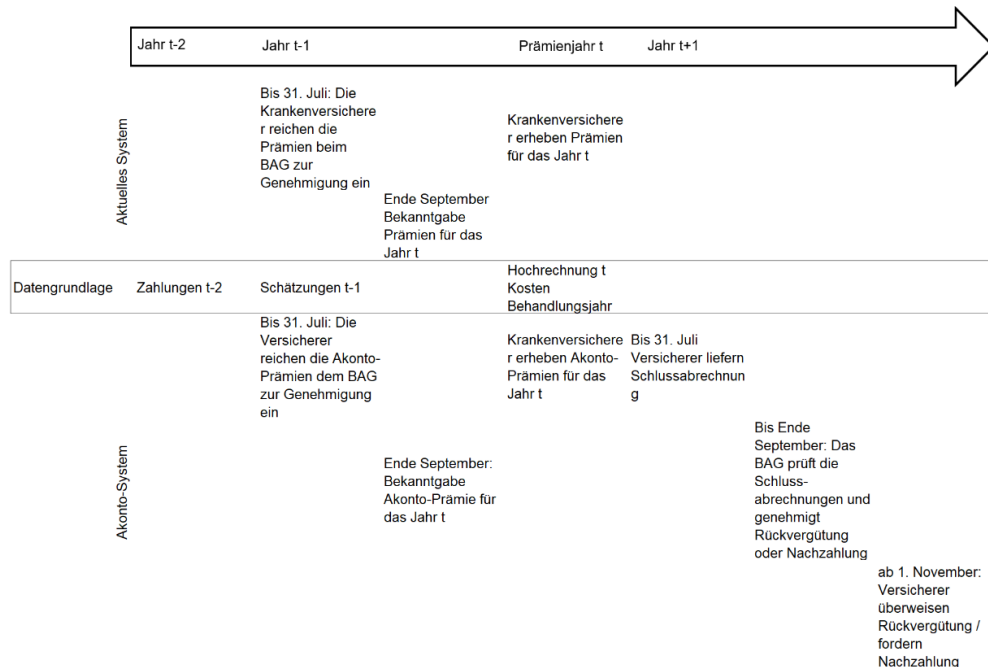 Jahr t-2
Jahr t-1
Prämienjahr t
Jahr t+1
Aktuelles System
Bis 31. Juli: Die
Krankenversichere
r reichen die
Prämien beim
BAG zur
Genehmigung ein
Ende September
Bekanntgabe
Prämien für das
Jahr t
Krankenversichere
r erheben Prämien
für das Jahr t
Datengrundlage
Zahlungen t-2
Schätzungen t-1
Hochrechnung t
Kosten
Behandlungsjahr
Akonto-System
Bis 31. Juli: Die
Versicherer
reichen die Akonto-
Prämien dem BAG
zur Genehmigung
ein
Ende September:
Bekanntgabe
Akonto-Prämie für
das Jahr t
Krankenversichere
r erheben Akonto-
Prämien für das
Jahr t
Bis 31. Juli
Versicherer liefern
Schlussabrechnun
g
Bis Ende
September: Das
BAG prüft die
Schluss-
abrechnungen und
genehmigt
Rückvergütung
oder Nachzahlung
ab 1. November:
Versicherer
überweisen
Rückvergütung /
fordern
Nachzahlung